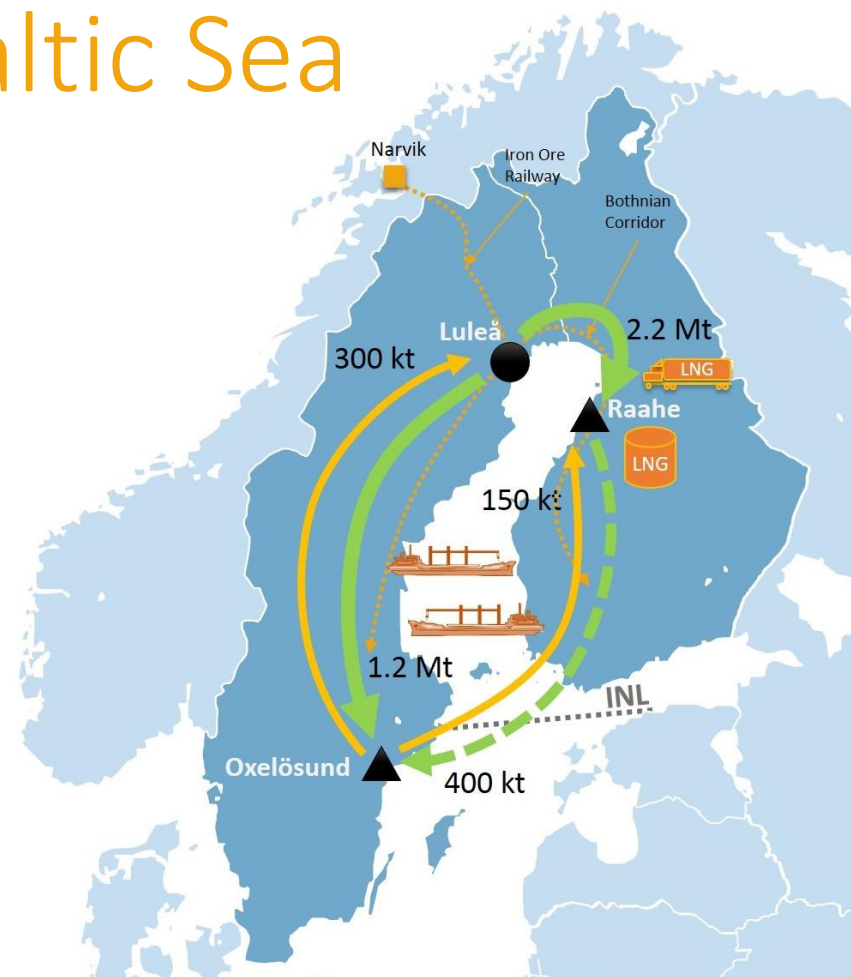 altic Sea
Narvik
Iron Ore
Railway
Bothnian
Corridor
Luleå
2.2 Mt
300 kt
LNG
Raahe
LNG
150 kt
1.2 Mt
INL
Oxelösund
400 kt